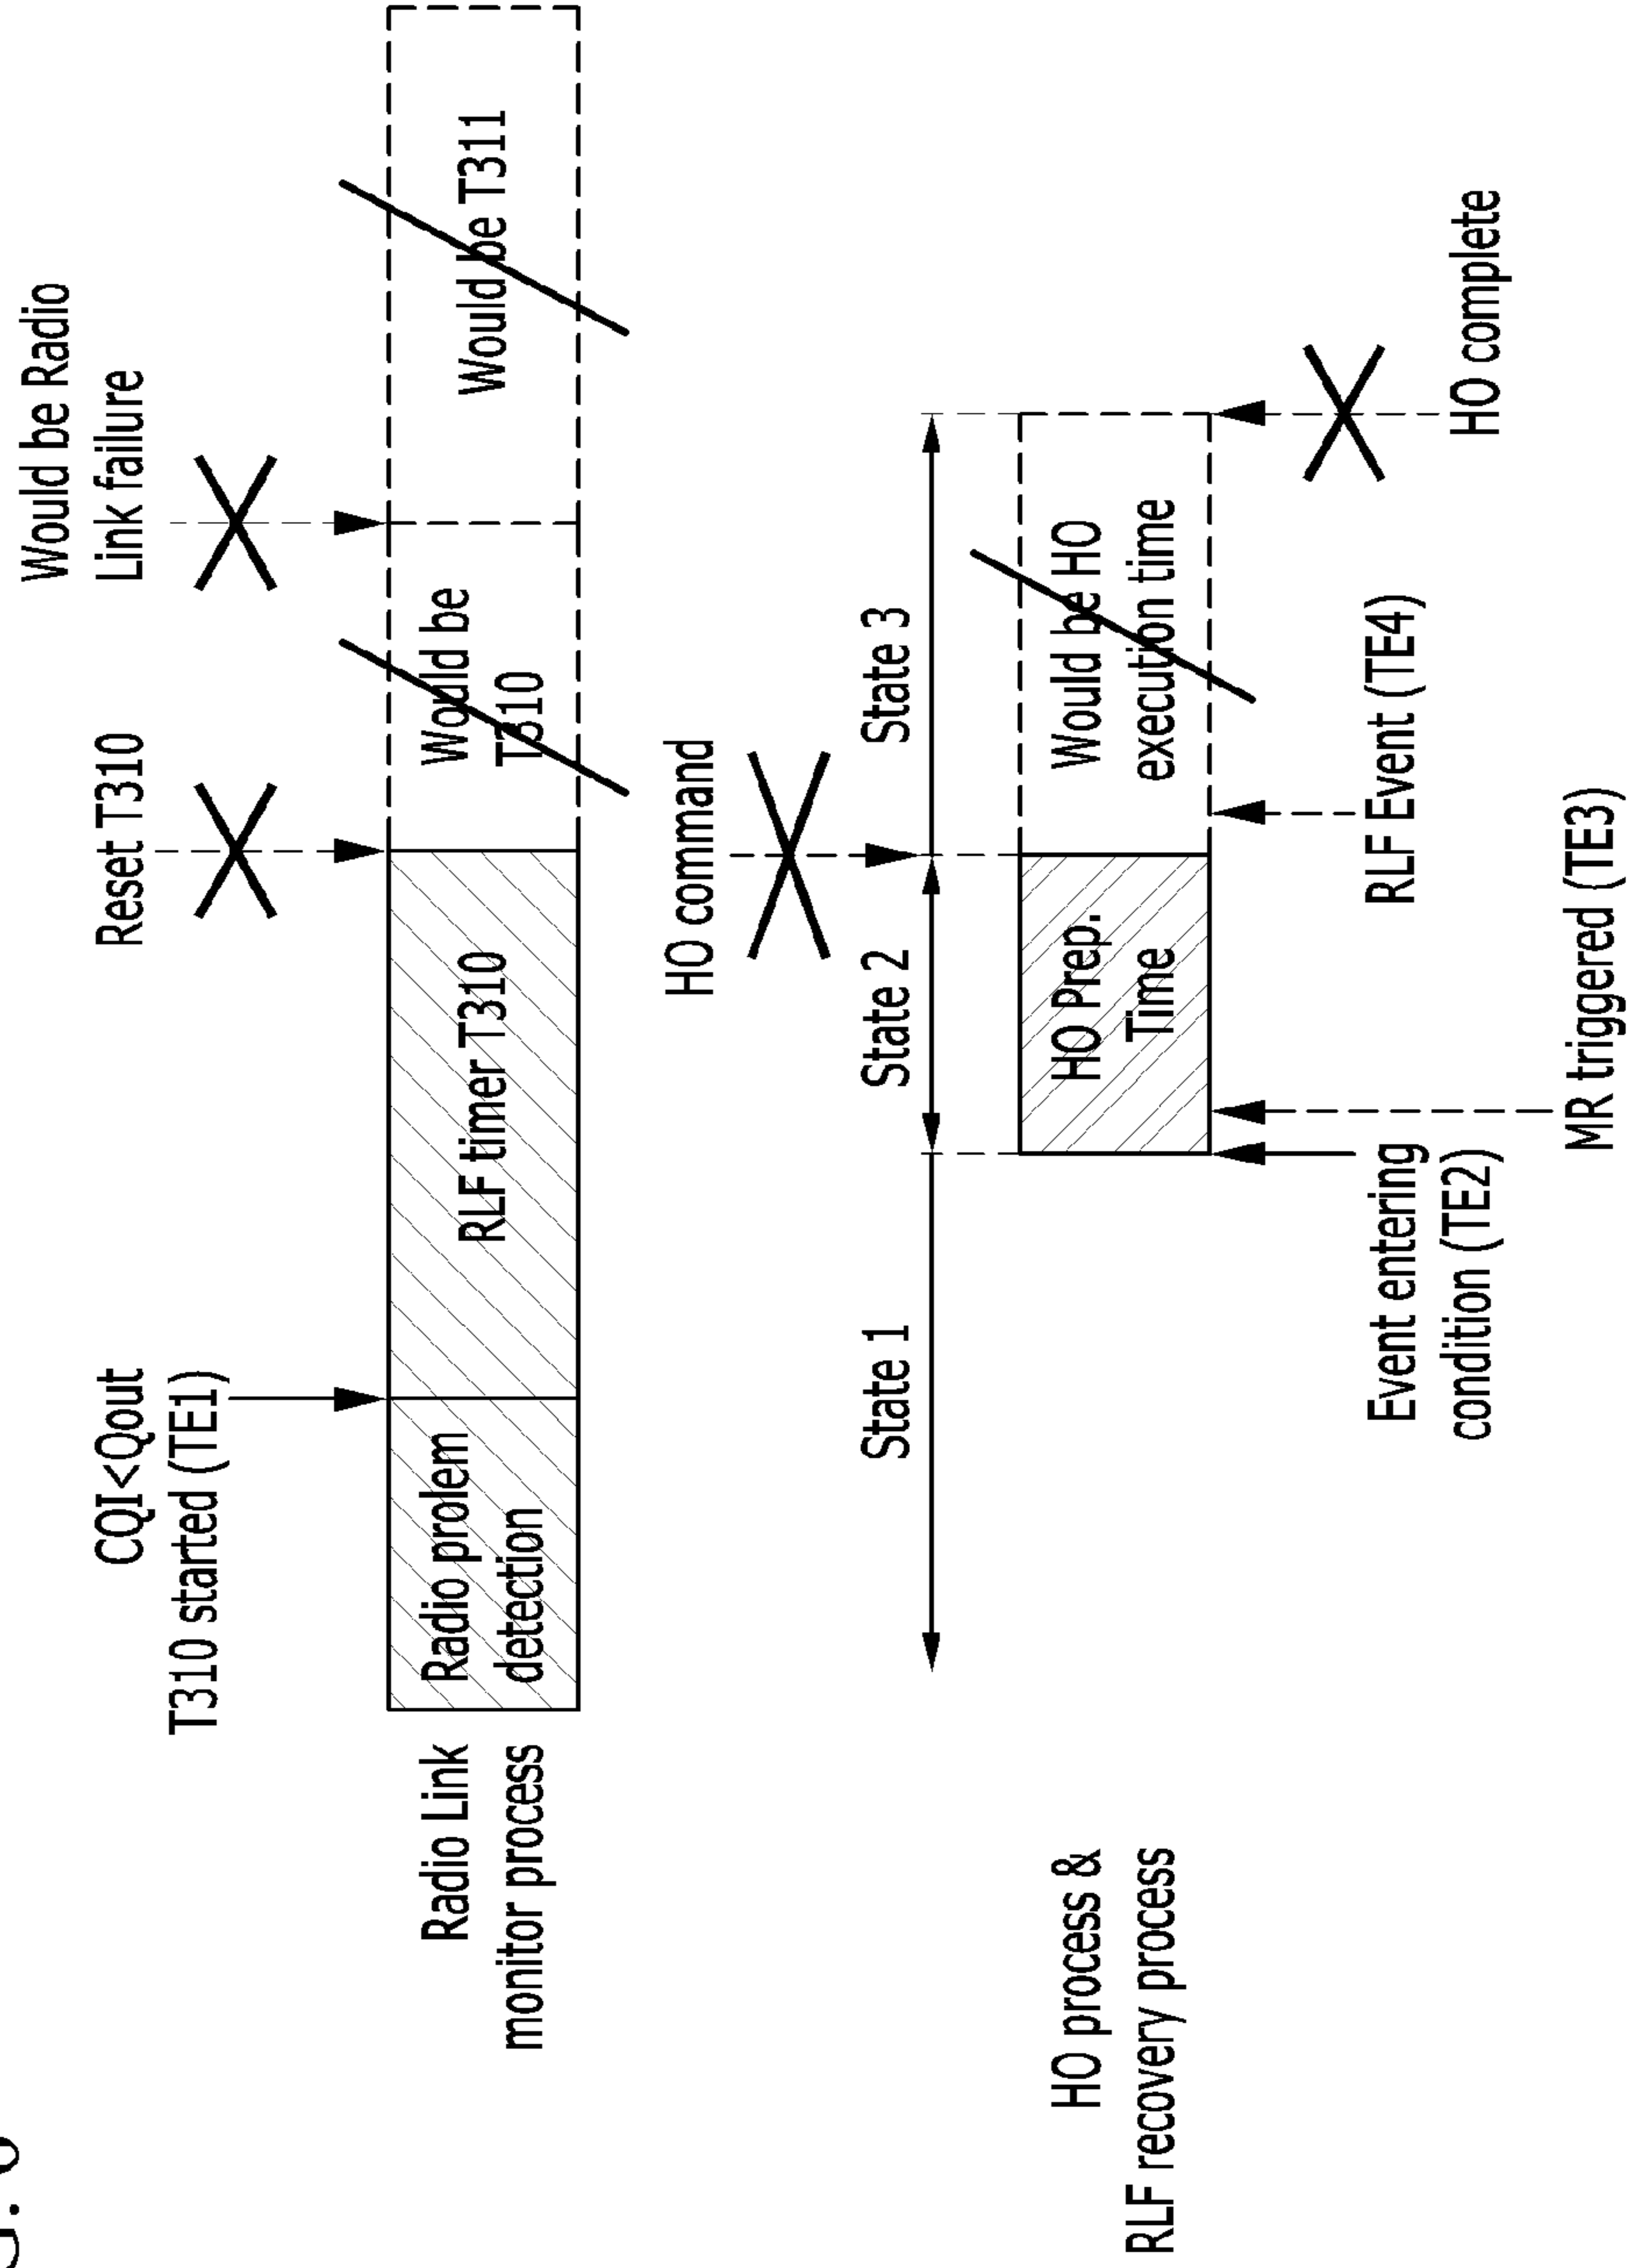 CQI<Qout
T310 started (TE1)
Reset T310
Would be Radio
Link failure
Radio Link
monitor process
Radio prolem
detection
RLF timer T310
Would be
T310
Would be T311
HO command
State 1
State 2
State 3
HO process &
RLF recovery process
HO Prep.
Time
Would be HO
execution time
Event entering
condition (TE2)
MR triggered (TE3)
RLF Event (TE4)
HO complete